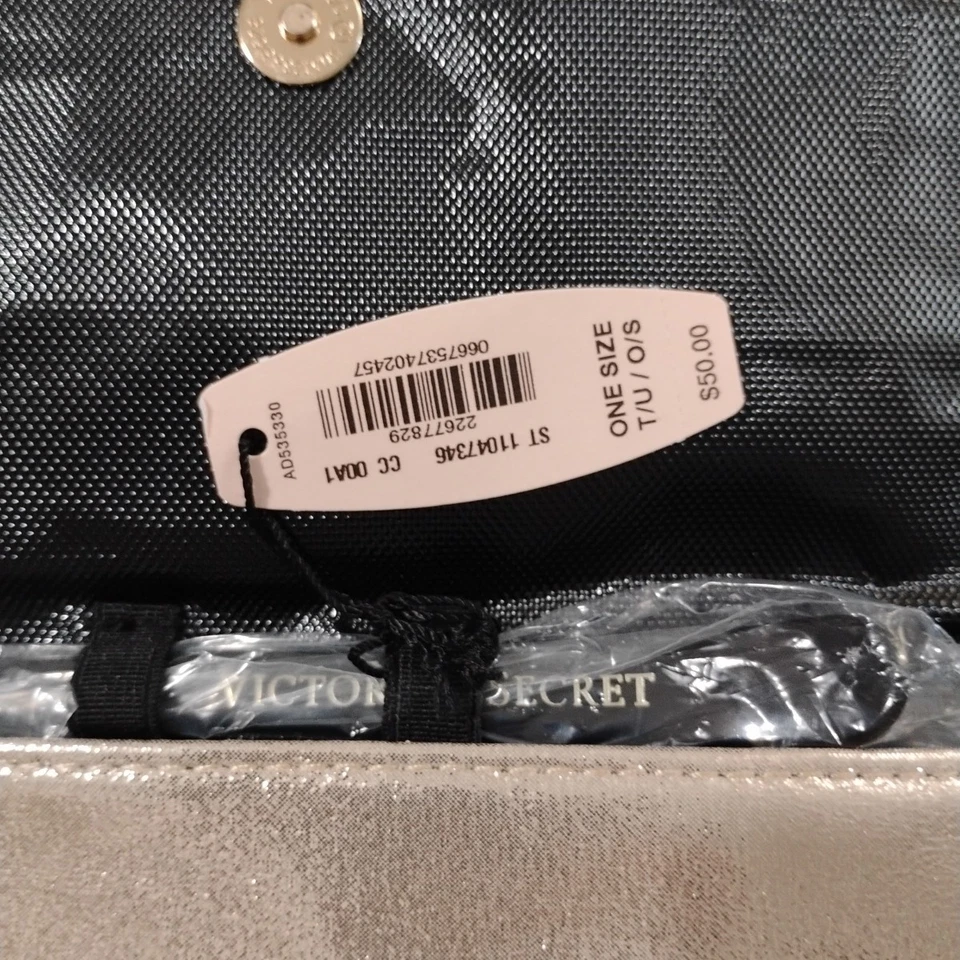 0667537402457
22677829
ST 11047346 CC 00A1
AD535330
ONE SIZE
T/U / O/S
$50.00
VICTOR SECRET